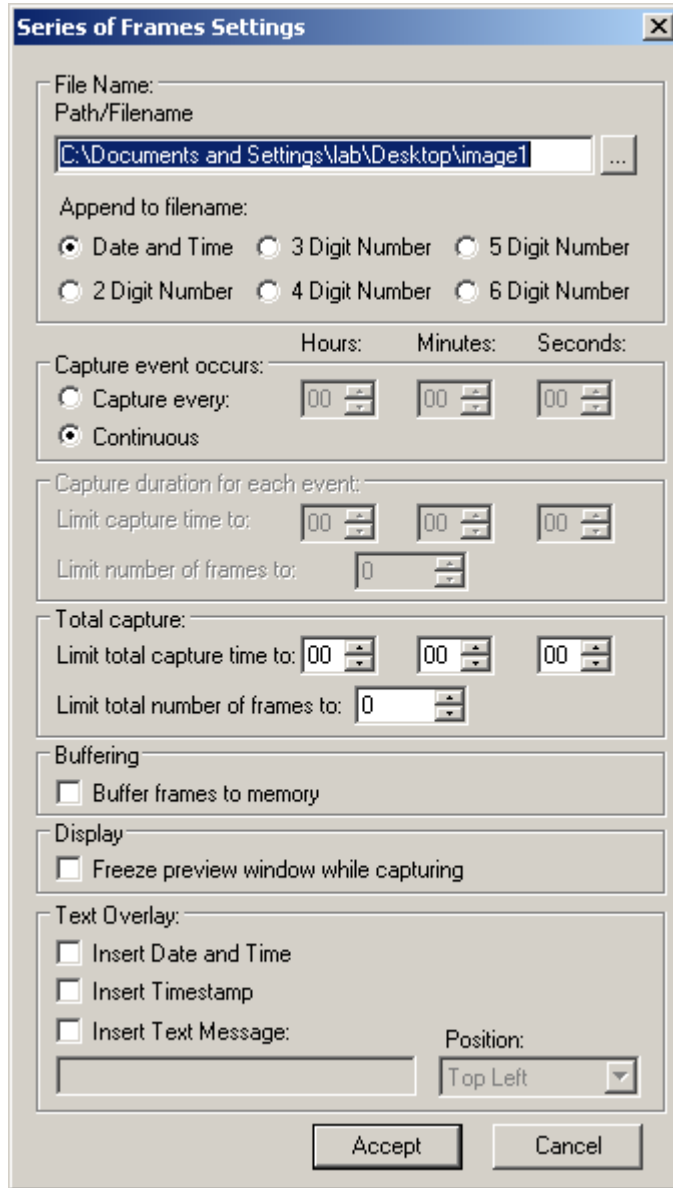 Series of Frames Settings
File Name:
Path/Filename
C:\Documents and Settings\lab\Desktop\image1 ...
Append to filename:
Date and Time 3 Digit Number 5 Digit Number
2 Digit Number 4 Digit Number 6 Digit Number
Hours: Minutes: Seconds:
Capture event occurs:
Capture every: 00 00 00
Continuous
Capture duration for each event:
Limit capture time to: 00 00 00
Limit number of frames to: 0
Total capture:
Limit total capture time to: 00 00 00
Limit total number of frames to: 0
Buffering
Buffer frames to memory
Display
Freeze preview window while capturing
Text Overlay:
Insert Date and Time
Insert Timestamp
Insert Text Message: Position:
Top Left
Accept Cancel